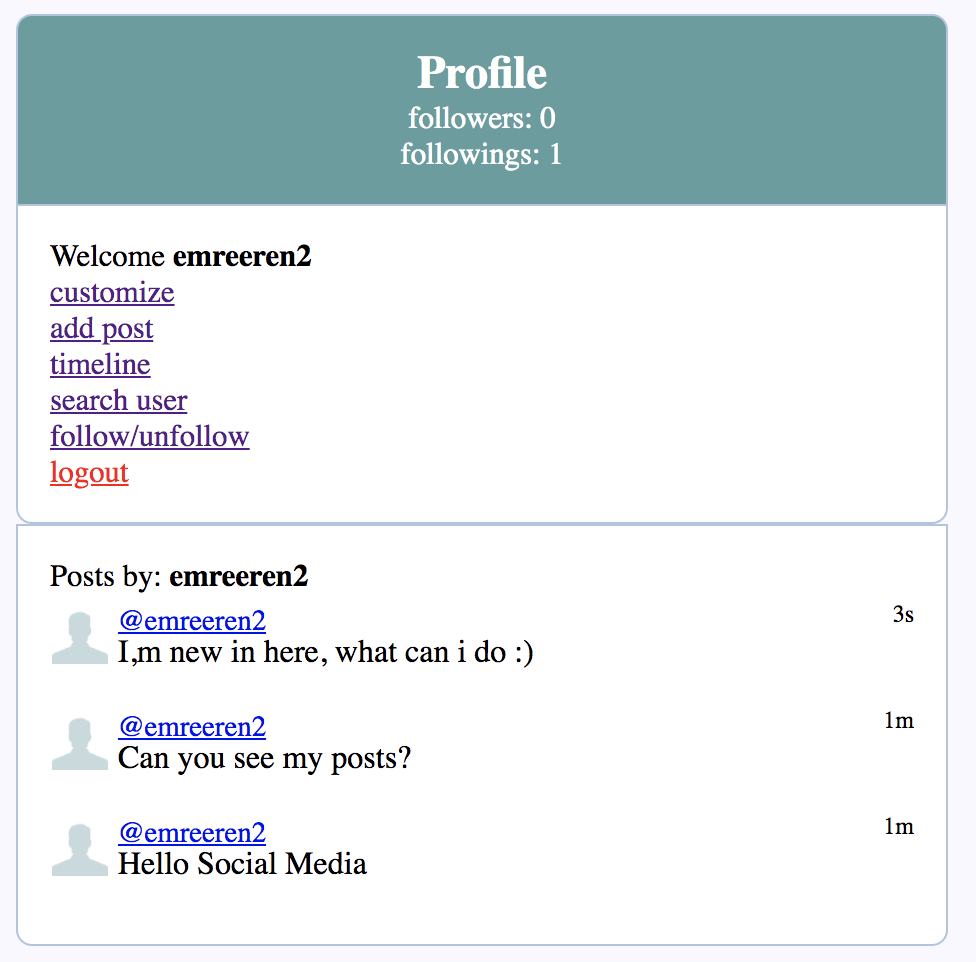 Profile
followers: 0
followings: 1
Welcome emreeren2
customize
add post
timeline
search user
follow/unfollow
logout
Posts by: emreeren2
@emreeren2 3s
I,m new in here, what can i do :)
@emreeren2 1m
Can you see my posts?
@emreeren2 1m
Hello Social Media